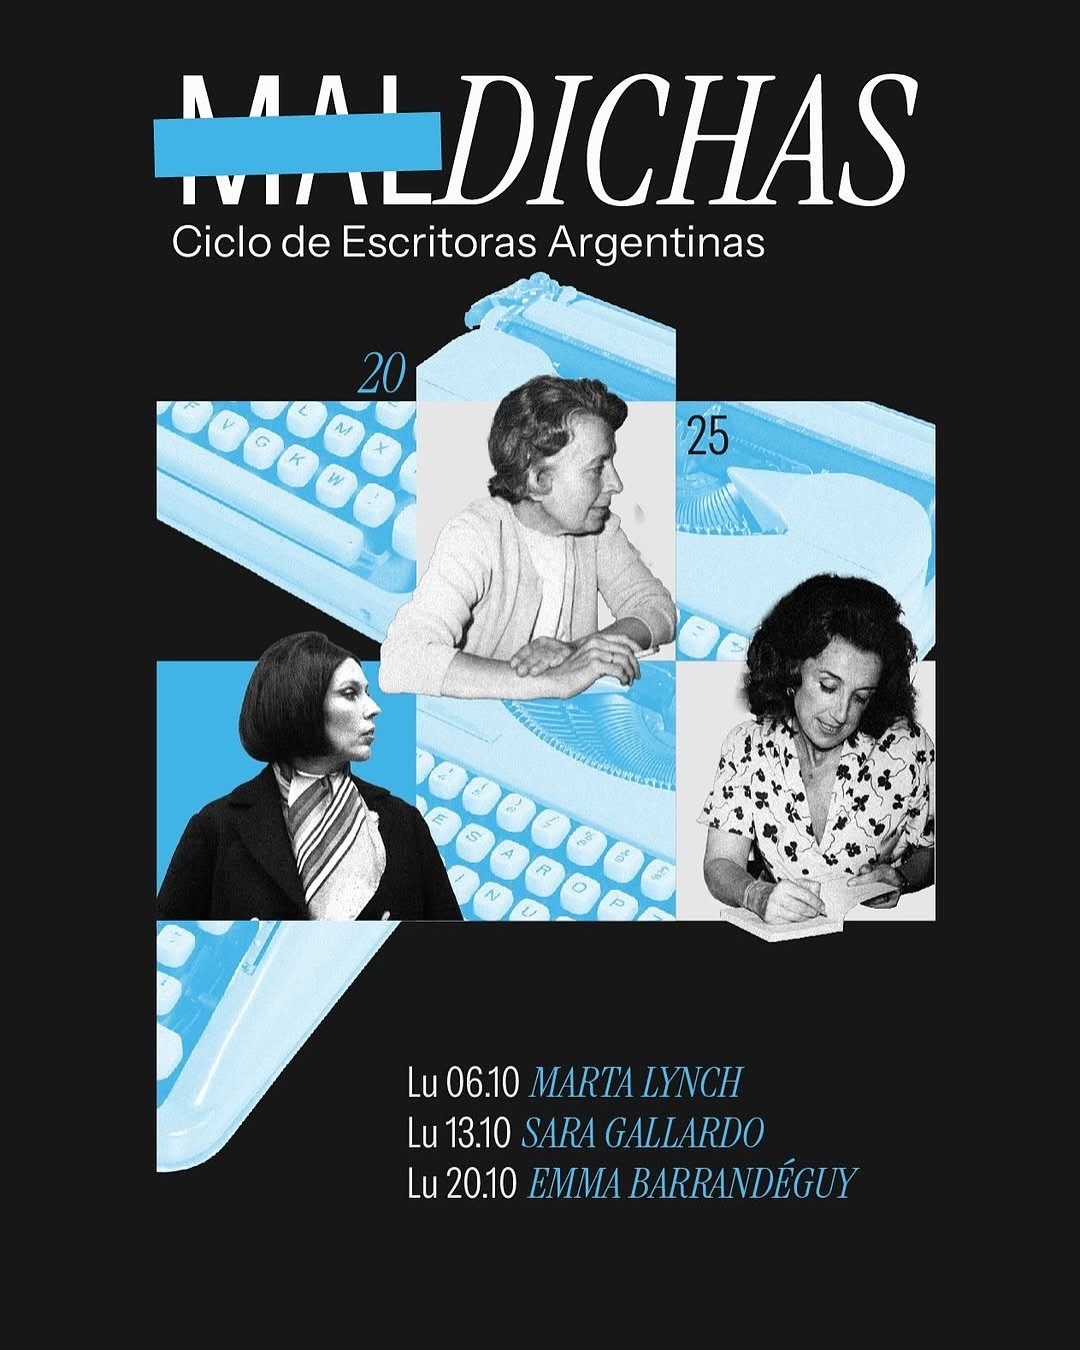 MALDICHAS
Ciclo de Escritoras Argentinas
20
25
F L M X
V G K W
E S A R O P
I N U
Lu 06.10 MARTA LYNCH
Lu 13.10 SARA GALLARDO
Lu 20.10 EMMA BARRANDÉGUY